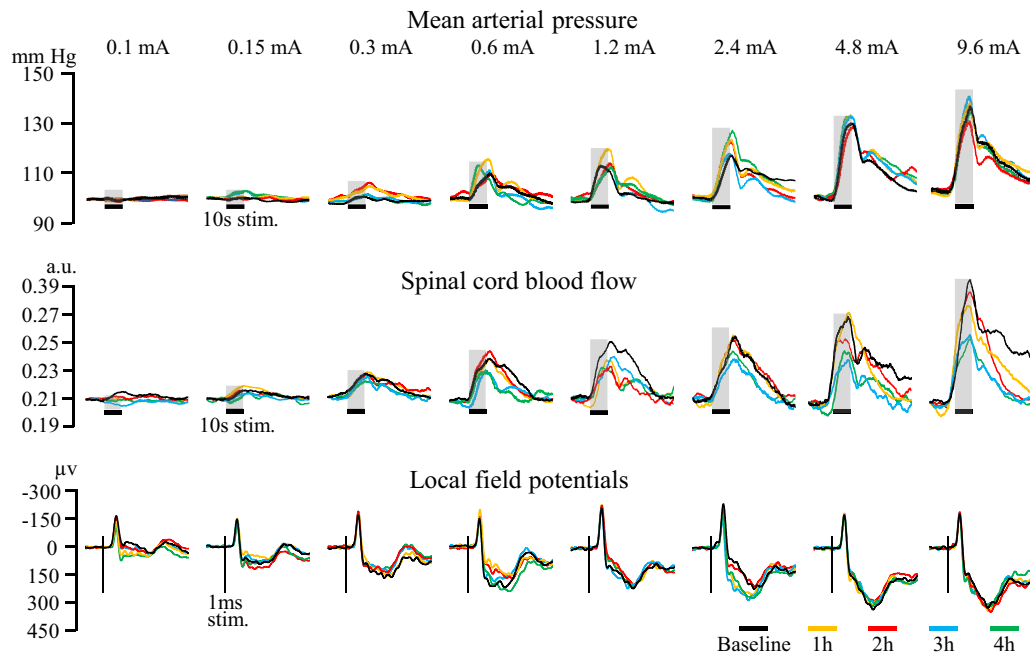 Mean arterial pressure
0.1 mA 0.15 mA 0.3 mA 0.6 mA 1.2 mA 2.4 mA 4.8 mA 9.6 mA
mm Hg
150
130
110
90
10s stim.
a.u.
Spinal cord blood flow
0.39
0.27
0.25
0.23
0.21
0.19
10s stim.
μv
Local field potentials
-300
-150
0
150
300
450
1ms
stim.
Baseline 1h 2h 3h 4h